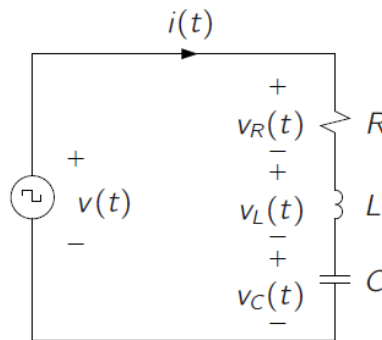 i(t)
+
v_R(t) R
−
+ +
v(t) v_L(t) L
− −
+ C
v_C(t)
−